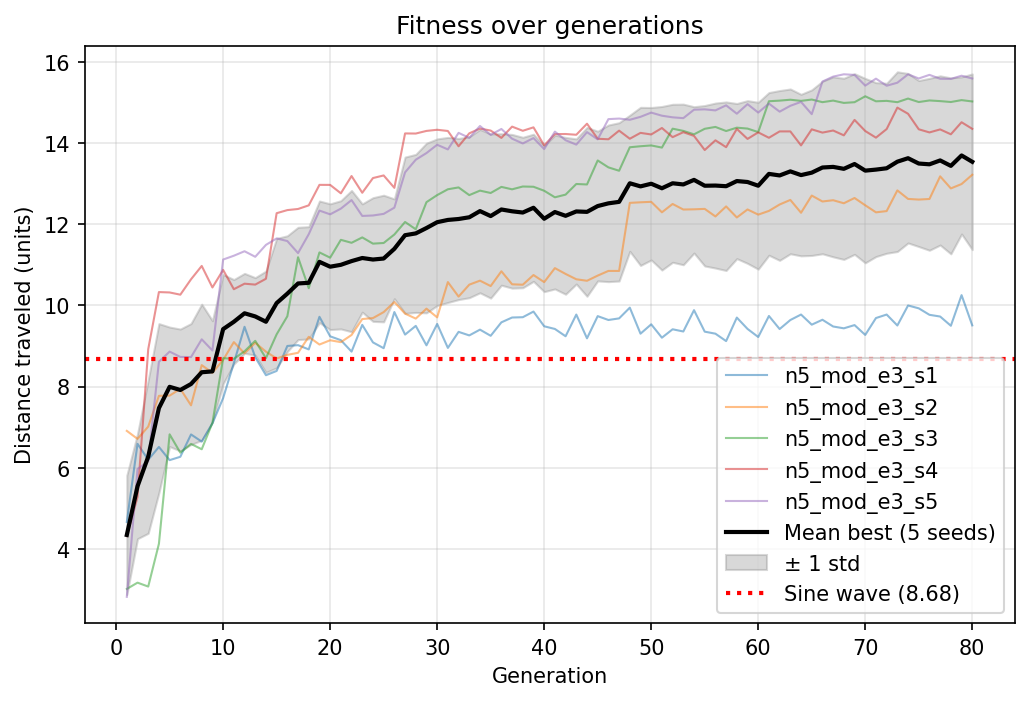 Fitness over generations
Distance traveled (units)
16
14
12
10
8
6
4
0 10 20 30 40 50 60 70 80
Generation
n5_mod_e3_s1
n5_mod_e3_s2
n5_mod_e3_s3
n5_mod_e3_s4
n5_mod_e3_s5
Mean best (5 seeds)
± 1 std
Sine wave (8.68)